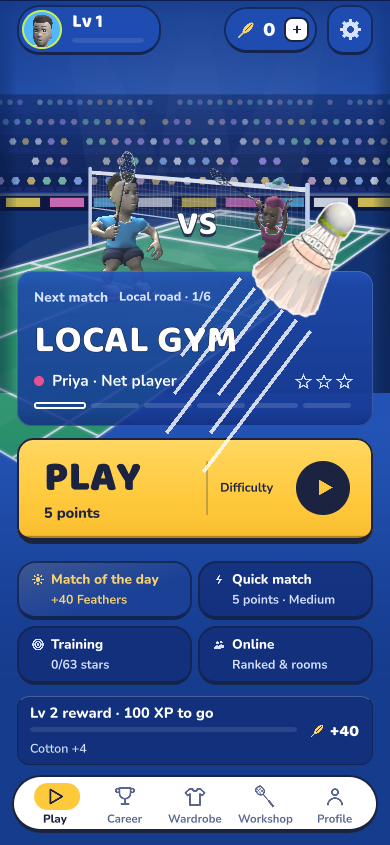 Lv 1
0
+
VS
Next match Local road · 1/6
LOCAL GYM
Priya · Net player
PLAY
5 points
Difficulty
Match of the day
+40 Feathers
Quick match
5 points · Medium
Training
0/63 stars
Online
Ranked & rooms
Lv 2 reward · 100 XP to go
+40
Cotton +4
Play
Career
Wardrobe
Workshop
Profile